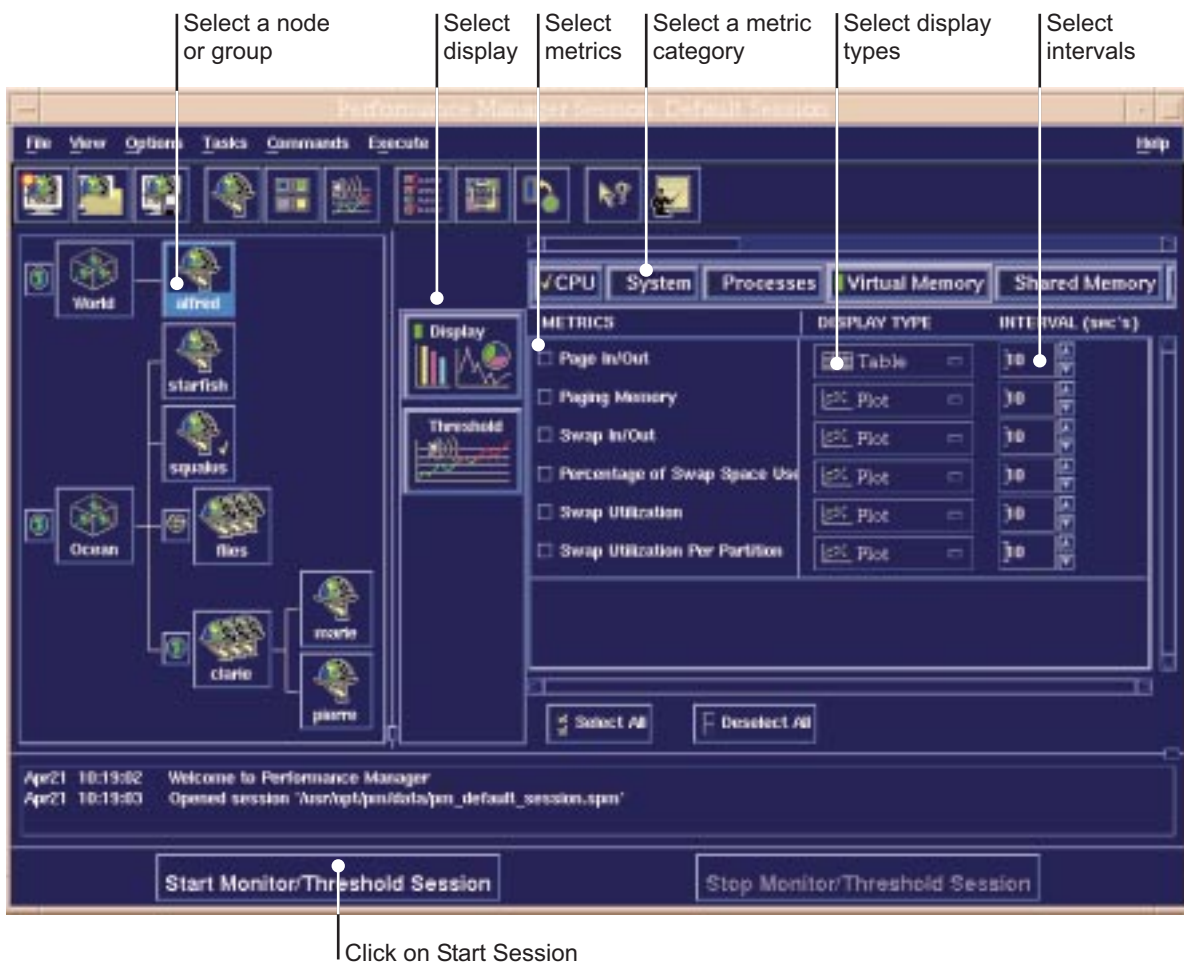 Select a node
or group
Select
display
Select
metrics
Select a metric
category
Select display
types
Select
intervals
Performance Manager Session: Default Session
File View Options Tasks Commands Execute Help
World
alfred
starfish
squalus
Ocean
flies
clarie
marie
pierre
Display
Threshold
CPU System Processes Virtual Memory Shared Memory
METRICS DISPLAY TYPE INTERVAL (sec's)
Page In/Out Table 10
Paging Memory Plot 10
Swap In/Out Plot 10
Percentage of Swap Space Use Plot 10
Swap Utilization Plot 10
Swap Utilization Per Partition Plot 10
Select All Deselect All
Apr21 10:19:02 Welcome to Performance Manager
Apr21 10:19:03 Opened session '/usr/opt/pm/data/pm_default_session.spm'
Start Monitor/Threshold Session Stop Monitor/Threshold Session
Click on Start Session